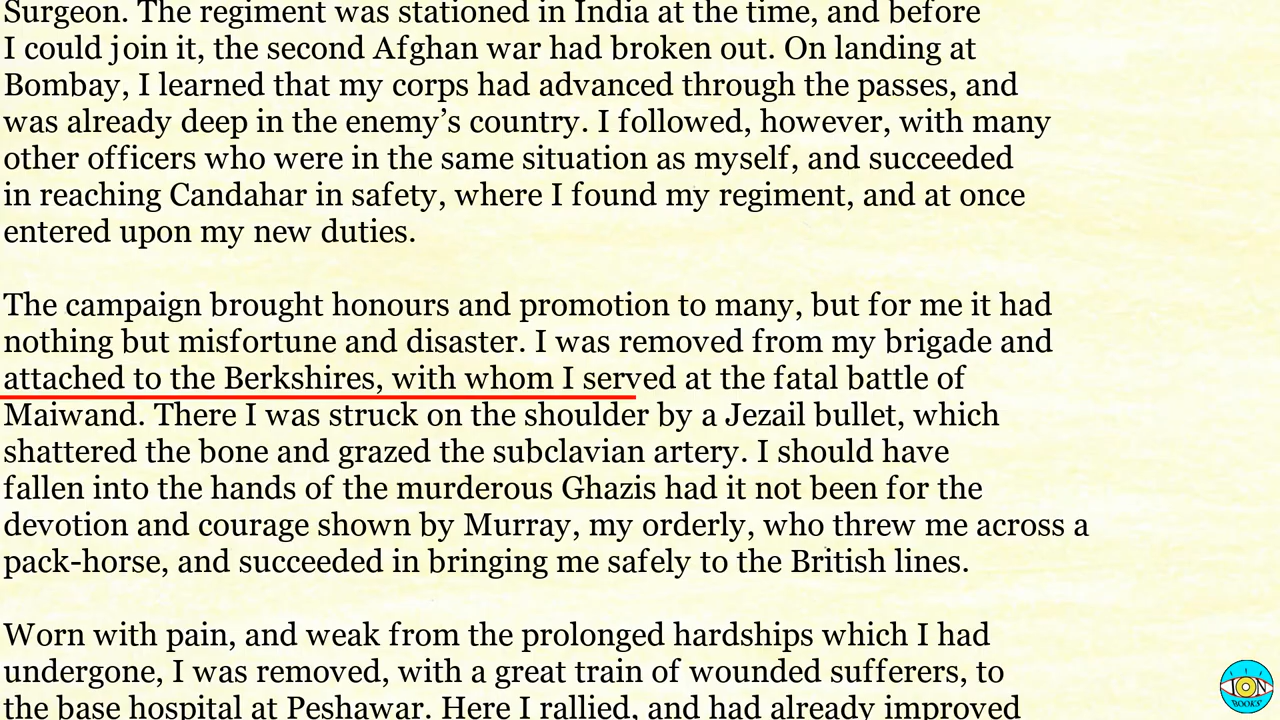 Surgeon. The regiment was stationed in India at the time, and before
I could join it, the second Afghan war had broken out. On landing at
Bombay, I learned that my corps had advanced through the passes, and
was already deep in the enemy’s country. I followed, however, with many
other officers who were in the same situation as myself, and succeeded
in reaching Candahar in safety, where I found my regiment, and at once
entered upon my new duties.
The campaign brought honours and promotion to many, but for me it had
nothing but misfortune and disaster. I was removed from my brigade and
attached to the Berkshires, with whom I served at the fatal battle of
Maiwand. There I was struck on the shoulder by a Jezail bullet, which
shattered the bone and grazed the subclavian artery. I should have
fallen into the hands of the murderous Ghazis had it not been for the
devotion and courage shown by Murray, my orderly, who threw me across a
pack-horse, and succeeded in bringing me safely to the British lines.
Worn with pain, and weak from the prolonged hardships which I had
undergone, I was removed, with a great train of wounded sufferers, to
the base hospital at Peshawar. Here I rallied, and had already improved
ION
BOOKS